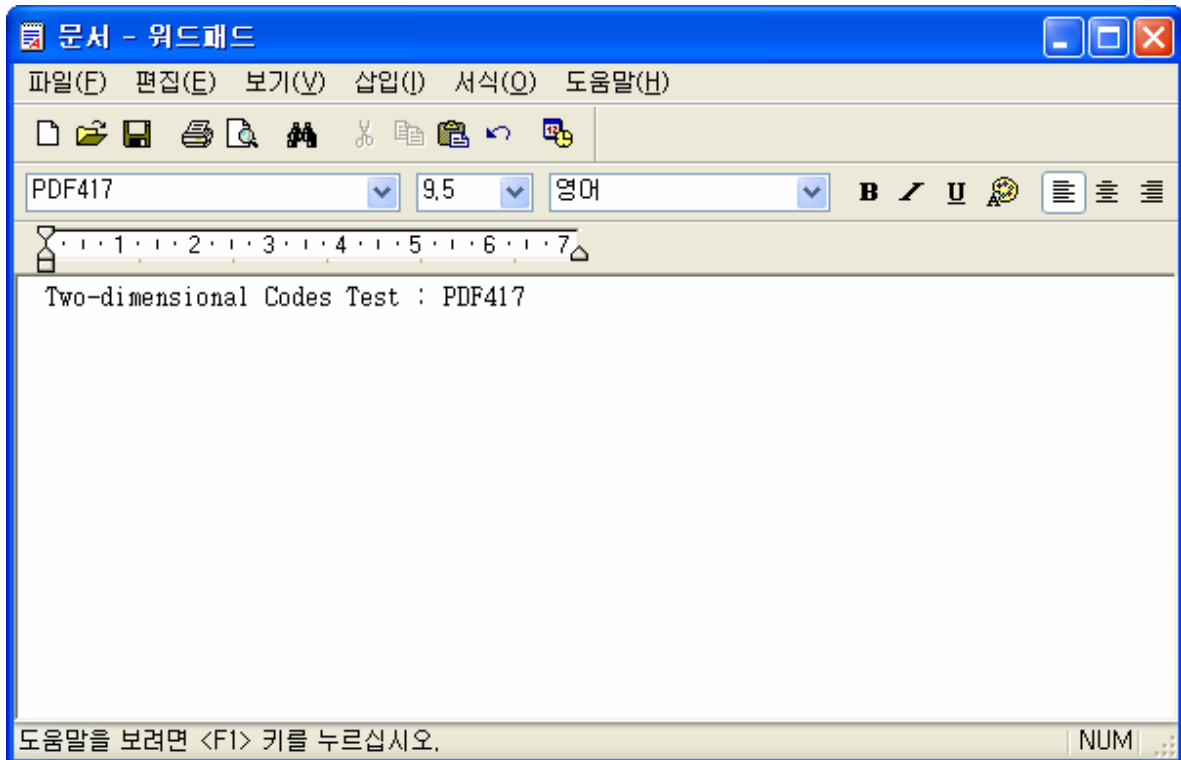 문서 - 워드패드
파일(F) 편집(E) 보기(V) 삽입(I) 서식(O) 도움말(H)
PDF417 9.5 영어 B / U
1 2 3 4 5 6 7
Two-dimensional Codes Test : PDF417
도움말을 보려면 <F1> 키를 누르십시오. NUM